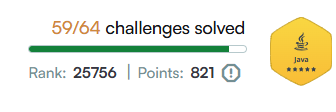 59/64 challenges solved
Rank: 25756 | Points: 821
Java